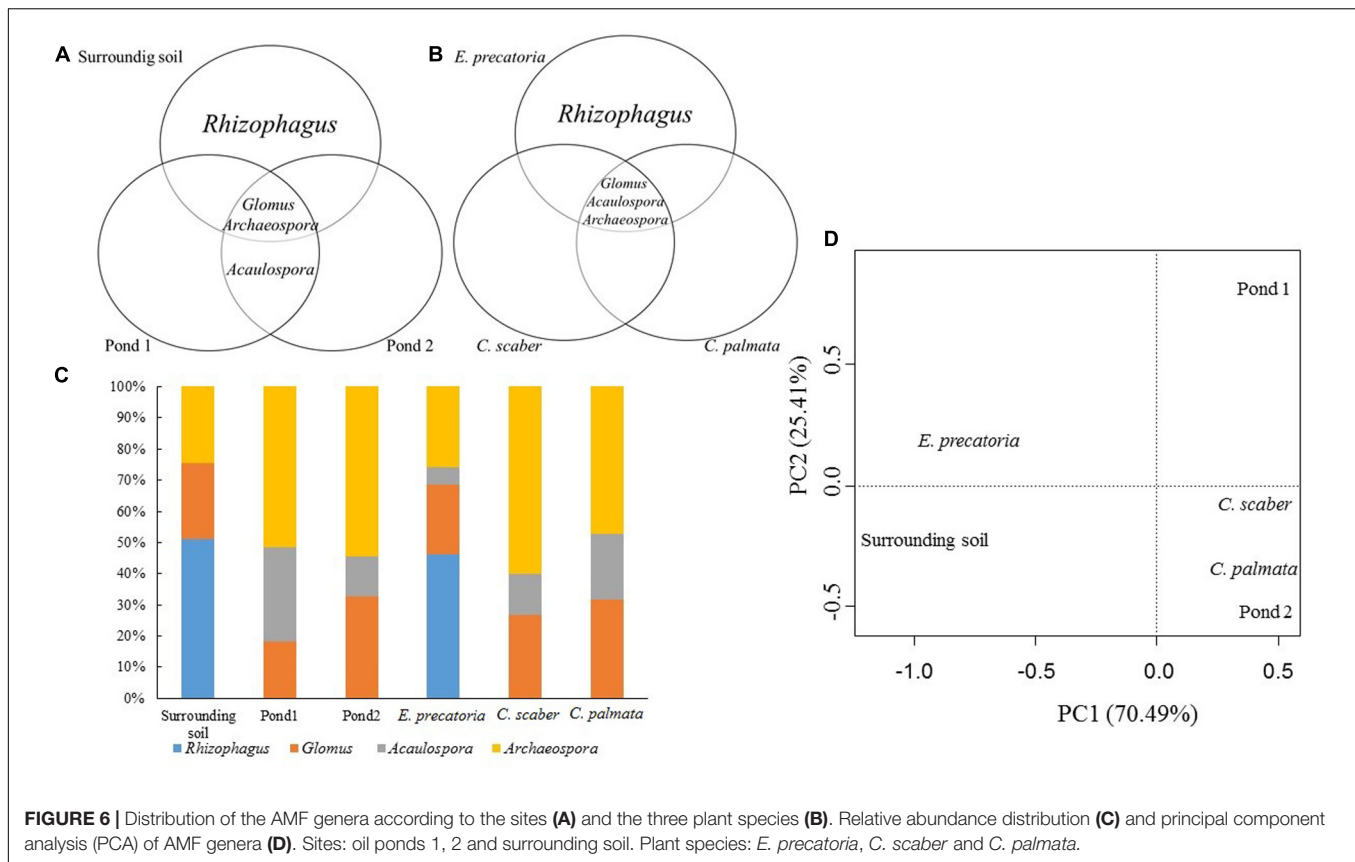 A
Surroundig soil
Rhizophagus
Glomus
Archaeospora
Acaulospora
Pond 1
Pond 2
B
E. precatoria
Rhizophagus
Glomus
Acaulospora
Archaeospora
C. scaber
C. palmata
C
100%
90%
80%
70%
60%
50%
40%
30%
20%
10%
0%
Surrounding
soil
Pond1
Pond2
E. precatoria
C. scaber
C. palmata
Rhizophagus
Glomus
Acaulospora
Archaeospora
D
PC2 (25.41%)
0.5
0.0
-0.5
Pond 1
E. precatoria
C. scaber
Surrounding soil
C. palmata
Pond 2
-1.0
-0.5
0.0
0.5
PC1 (70.49%)
FIGURE 6 | Distribution of the AMF genera according to the sites (A) and the three plant species (B). Relative abundance distribution (C) and principal component
analysis (PCA) of AMF genera (D). Sites: oil ponds 1, 2 and surrounding soil. Plant species: E. precatoria, C. scaber and C. palmata.